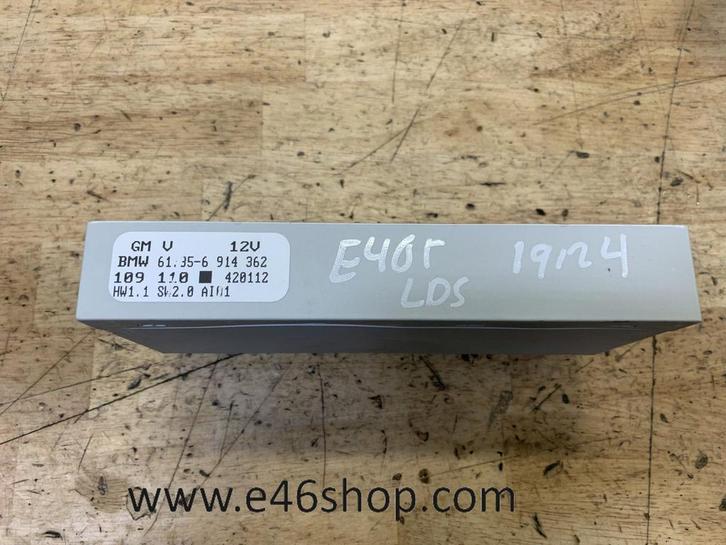 GM V 12V
BMW 61.35-6 914 362
109 110 ■ 420112
HW1.1 SW2.0 AI01
E46r
LDS
19124
www.e46shop.com